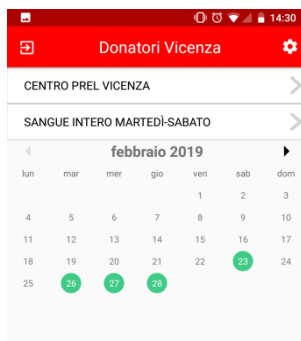 14:30
Donatori Vicenza
CENTRO PREL VICENZA
SANGUE INTERO MARTEDÌ-SABATO
febbraio 2019
lun mar mer gio ven sab dom
1 2 3
4 5 6 7 8 9 10
11 12 13 14 15 16 17
18 19 20 21 22 23 24
25 26 27 28